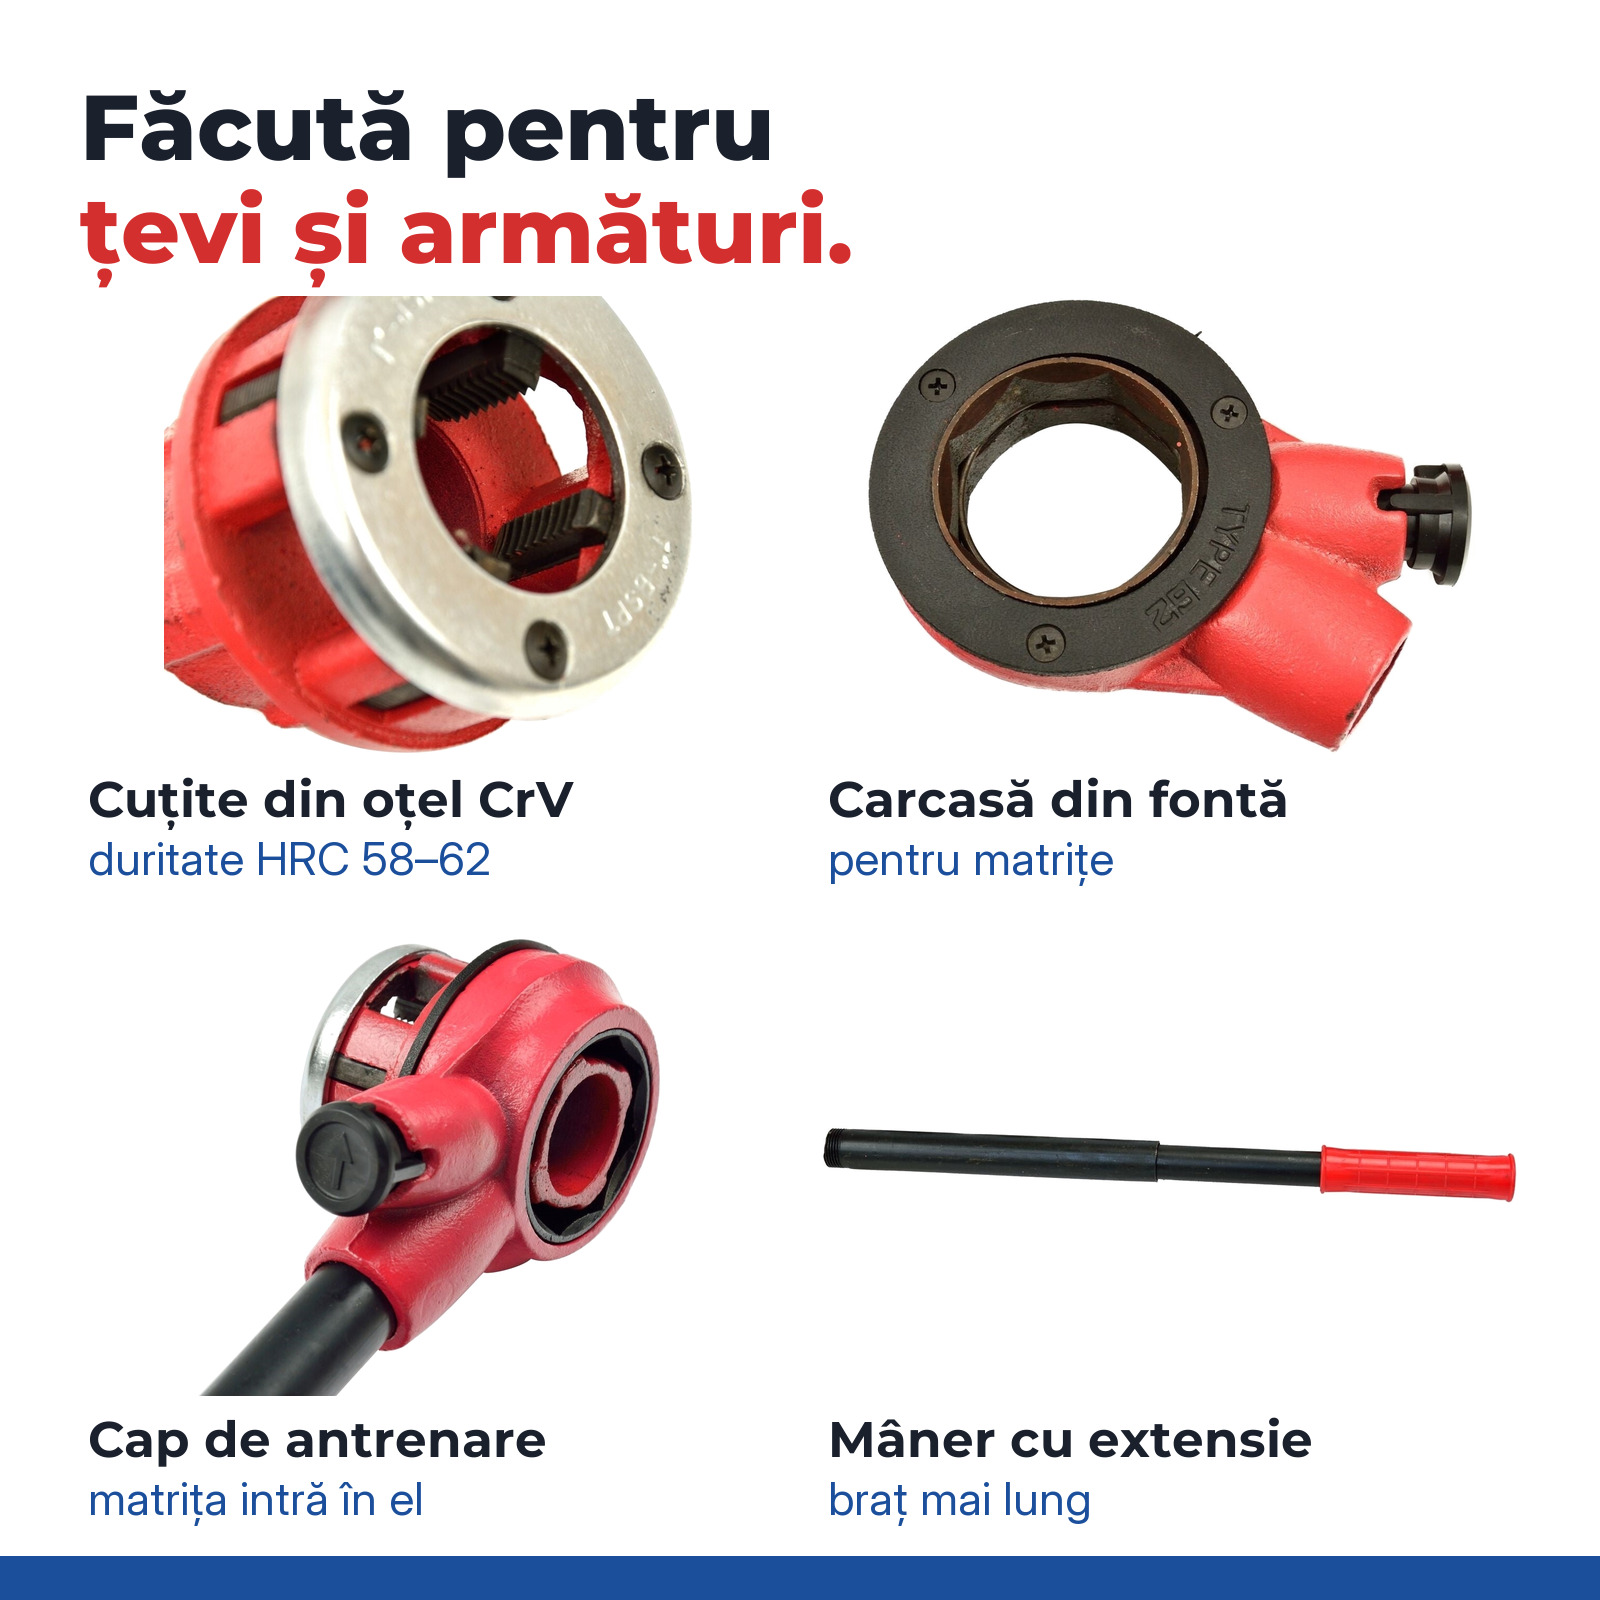 Făcută pentru
țevi și armături.
TYPE B2
Cuțite din oțel CrV
duritate HRC 58–62
Carcasă din fontă
pentru matrițe
Cap de antrenare
matrița intră în el
Mâner cu extensie
braț mai lung